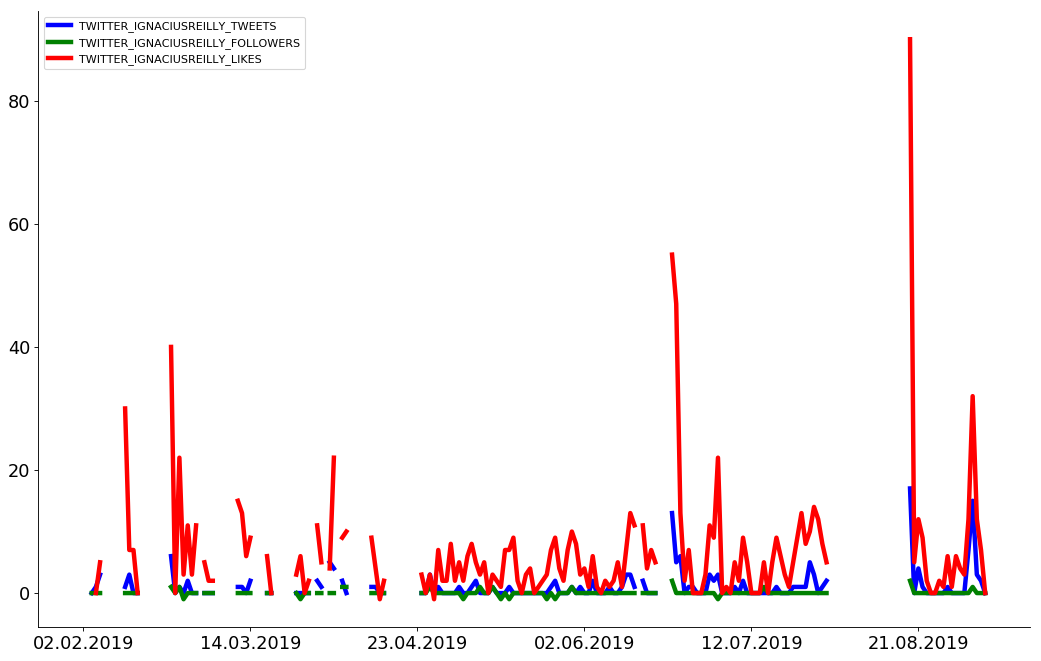 TWITTER_IGNACIUSREILLY_TWEETS
TWITTER_IGNACIUSREILLY_FOLLOWERS
TWITTER_IGNACIUSREILLY_LIKES
80
60
40
20
0
02.02.2019 14.03.2019 23.04.2019 02.06.2019 12.07.2019 21.08.2019